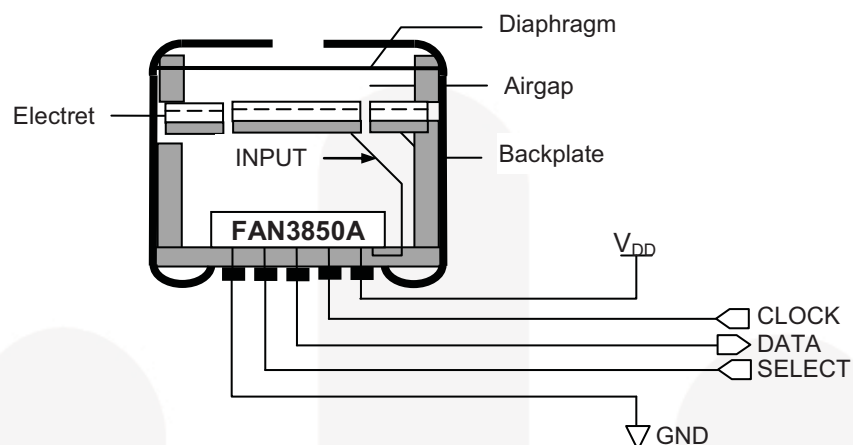 Diaphragm
Airgap
Electret
INPUT
Backplate
FAN3850A
VDD
CLOCK
DATA
SELECT
GND